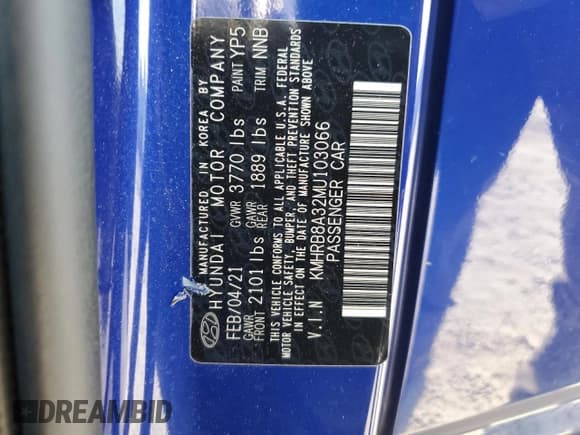 MANUFACTURED IN KOREA BY
HYUNDAI MOTOR COMPANY
FEB/04/21 GVWR 3770 lbs PAINT YP5
GAWR FRONT 2101 lbs GAWR REAR 1889 lbs TRIM NNB
THIS VEHICLE CONFORMS TO ALL APPLICABLE U.S.A. FEDERAL
MOTOR VEHICLE SAFETY, BUMPER, AND THEFT PREVENTION STANDARDS
IN EFFECT ON THE DATE OF MANUFACTURE SHOWN ABOVE
V.I.N KMHRB8A32MU103066
PASSENGER CAR
DREAMBID